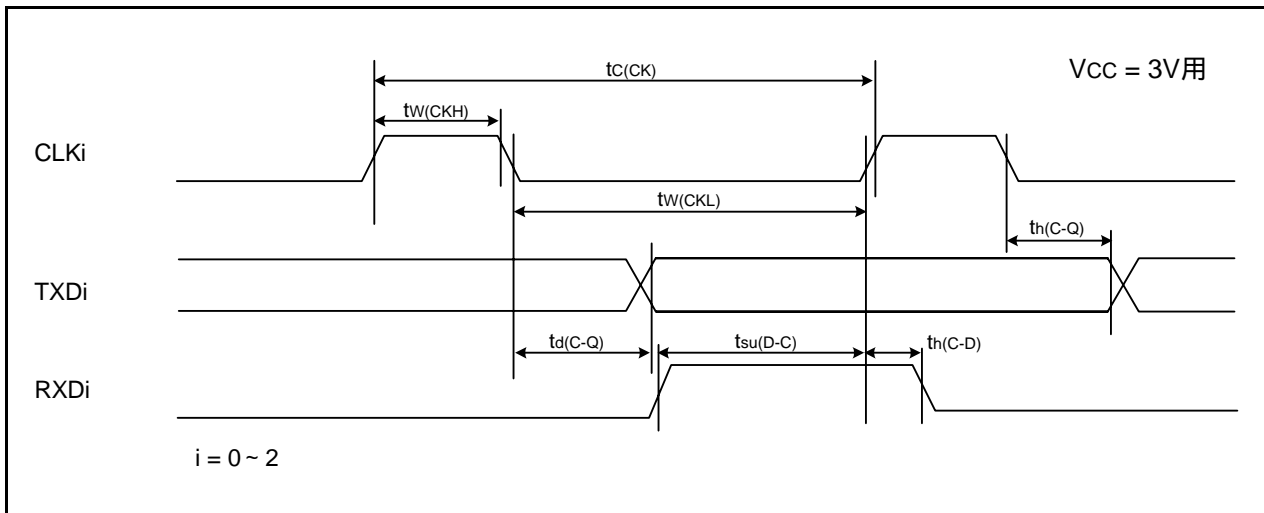 tC(CK)
VCC = 3V用
tW(CKH)
CLKi
tW(CKL)
th(C-Q)
TXDi
td(C-Q)
tsu(D-C)
th(C-D)
RXDi
i = 0 ~ 2